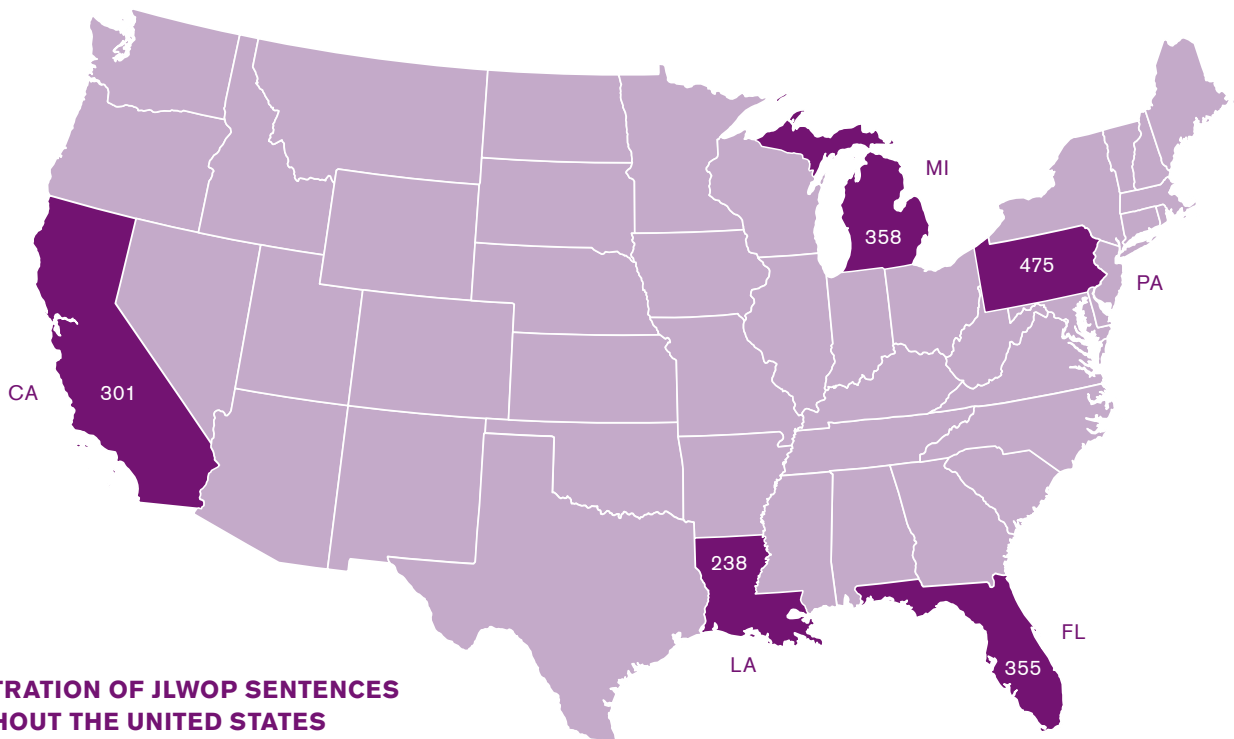 MI
358
475
PA
CA
301
238
FL
LA
355
TRATION OF JLWOP SENTENCES
HOUT THE UNITED STATES